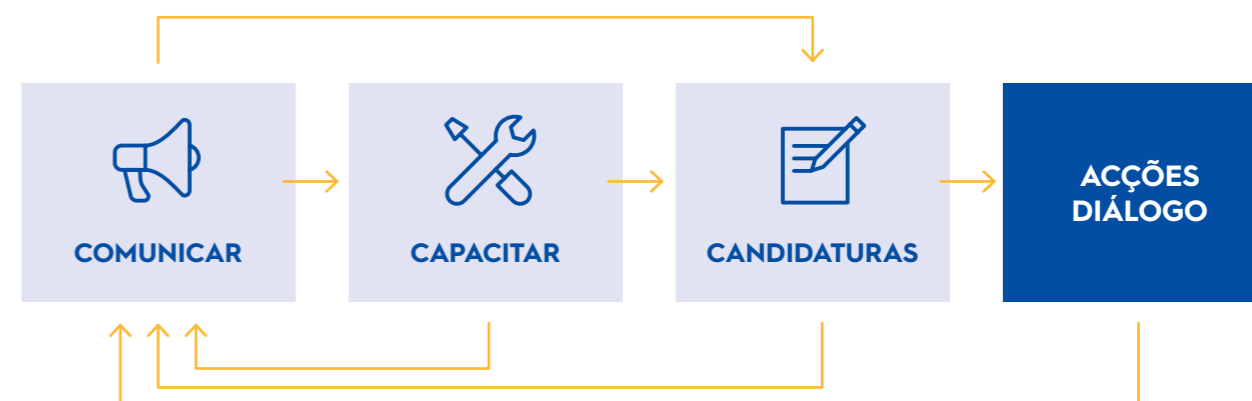 COMUNICAR
CAPACITAR
CANDIDATURAS
ACÇÕES
DIÁLOGO